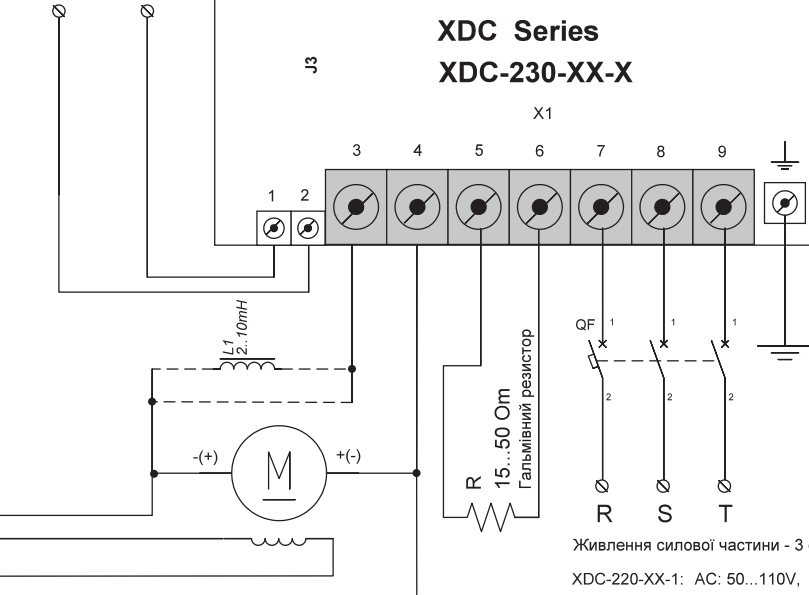 XDC Series
XDC-230-XX-X
J3
X1
3 4 5 6 7 8 9
1 2
L1
2..10mH
QF 1 1 1
2 2 2
-(+) M +(-)
R
15...50 Om
Гальмівний резистор
R S T
Живлення силової частини - 3
XDC-220-XX-1: AC: 50...110V,